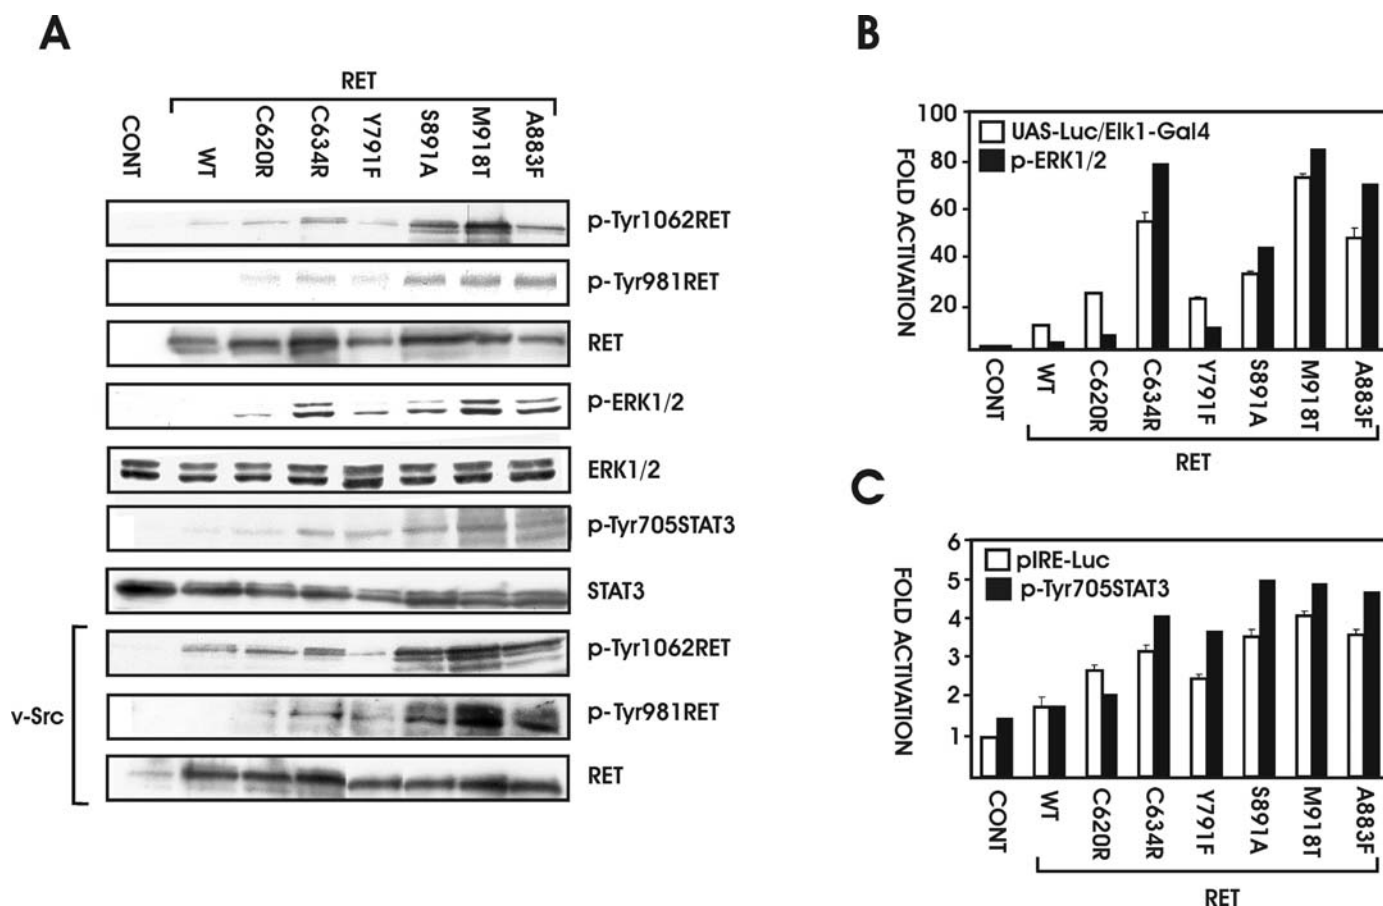 A
RET
CONT
WT
C620R
C634R
Y791F
S891A
M918T
A883F
p-Tyr1062RET
p-Tyr981RET
RET
p-ERK1/2
ERK1/2
p-Tyr705STAT3
STAT3
v-Src
p-Tyr1062RET
p-Tyr981RET
RET
B
FOLD ACTIVATION
100
80
60
40
20
UAS-Luc/Elk1-Gal4
p-ERK1/2
CONT
WT
C620R
C634R
Y791F
S891A
M918T
A883F
RET
C
FOLD ACTIVATION
6
5
4
3
2
1
pIRE-Luc
p-Tyr705STAT3
CONT
WT
C620R
C634R
Y791F
S891A
M918T
A883F
RET